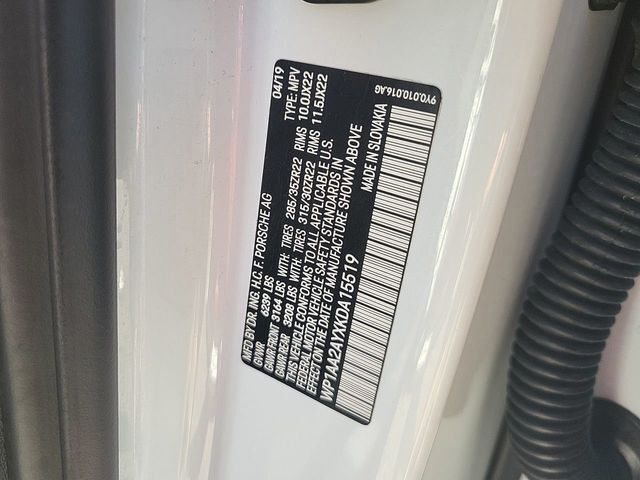 MFD BY DR. ING. H.C. F. PORSCHE AG 04/19
GVWR 6239 LBS TYPE: MPV
GAWR FRONT 3164 LBS WITH: TIRES 285/35ZR22 RIMS 10.0JX22
GAWR REAR 3208 LBS WITH: TIRES 315/30ZR22 RIMS 11.5JX22
THIS VEHICLE CONFORMS TO ALL APPLICABLE U.S.
FEDERAL MOTOR VEHICLE SAFETY STANDARDS IN
EFFECT ON THE DATE OF MANUFACTURE SHOWN ABOVE
WP1AA2AYXKDA15519 MADE IN SLOVAKIA
9Y0.010.016.AG